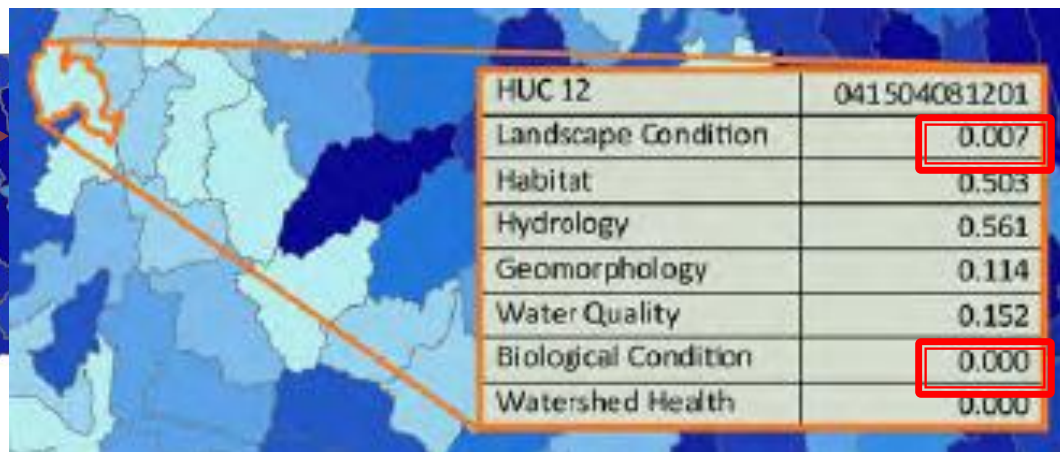 HUC 12 041504081201
Landscape Condition 0.007
Habitat 0.503
Hydrology 0.561
Geomorphology 0.114
Water Quality 0.152
Biological Condition 0.000
Watershed Health 0.000